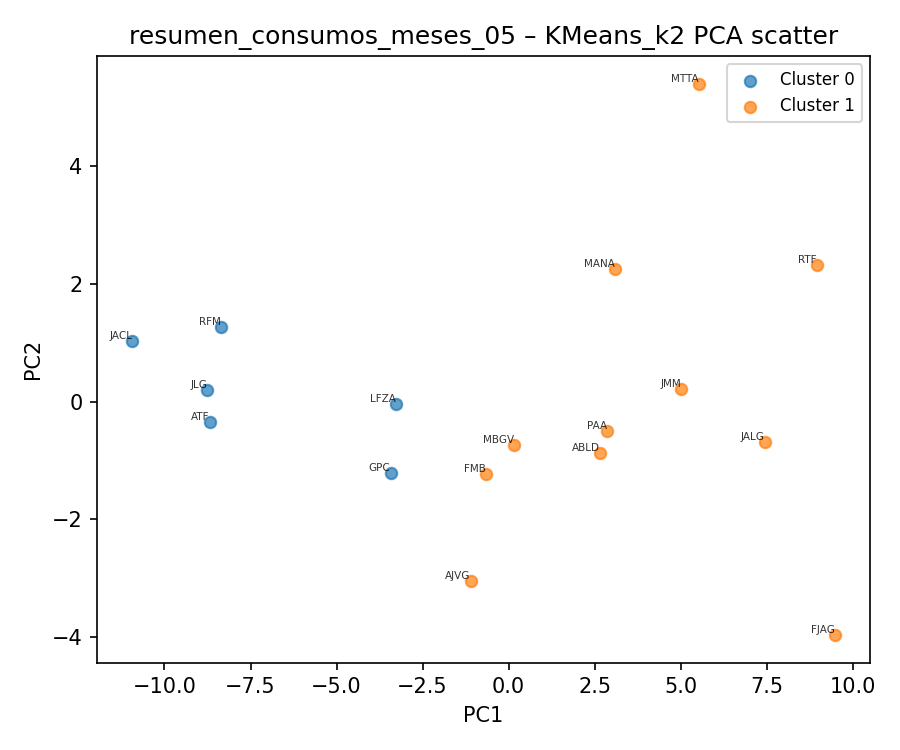 resumen_consumos_meses_05 – KMeans_k2 PCA scatter
Cluster 0
Cluster 1
MTTA
MANA
RTF
RFM
JACL
JLG
JMM
LFZA
ATF
PAA
MBGV
JALG
ABLD
GPC
FMB
AJVG
FJAG
PC2
4
2
0
−2
−4
−10.0 −7.5 −5.0 −2.5 0.0 2.5 5.0 7.5 10.0
PC1